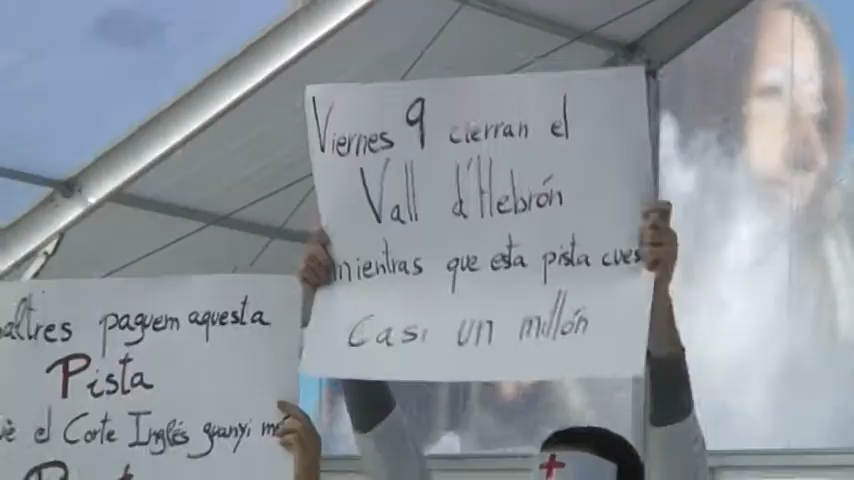 Viernes 9 cierran el
Vall d'Hebrón
mientras que esta pista cues
Casi un millón
altres paguem aquesta
Pista
è el Corte Inglés guanyi mé